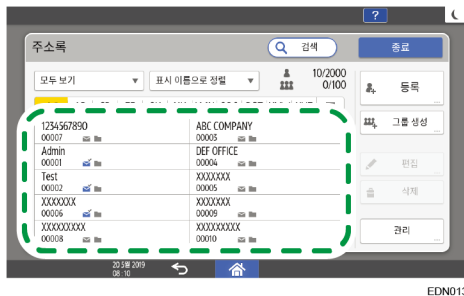 ?
주소록
검색
종료
모두 보기 ▼
표시 이름으로 정렬 ▼
10/2000
0/100
등록
그룹 생성
편집
삭제
관리
1234567890
00007
ABC COMPANY
00003
Admin
00001
DEF OFFICE
00004
Test
00002
XXXXXXX
00005
XXXXXXX
00006
XXXXXXX
00009
XXXXXXXXX
00008
XXXXXXXXX
00010
20 5월 2019
08 : 10
EDN013